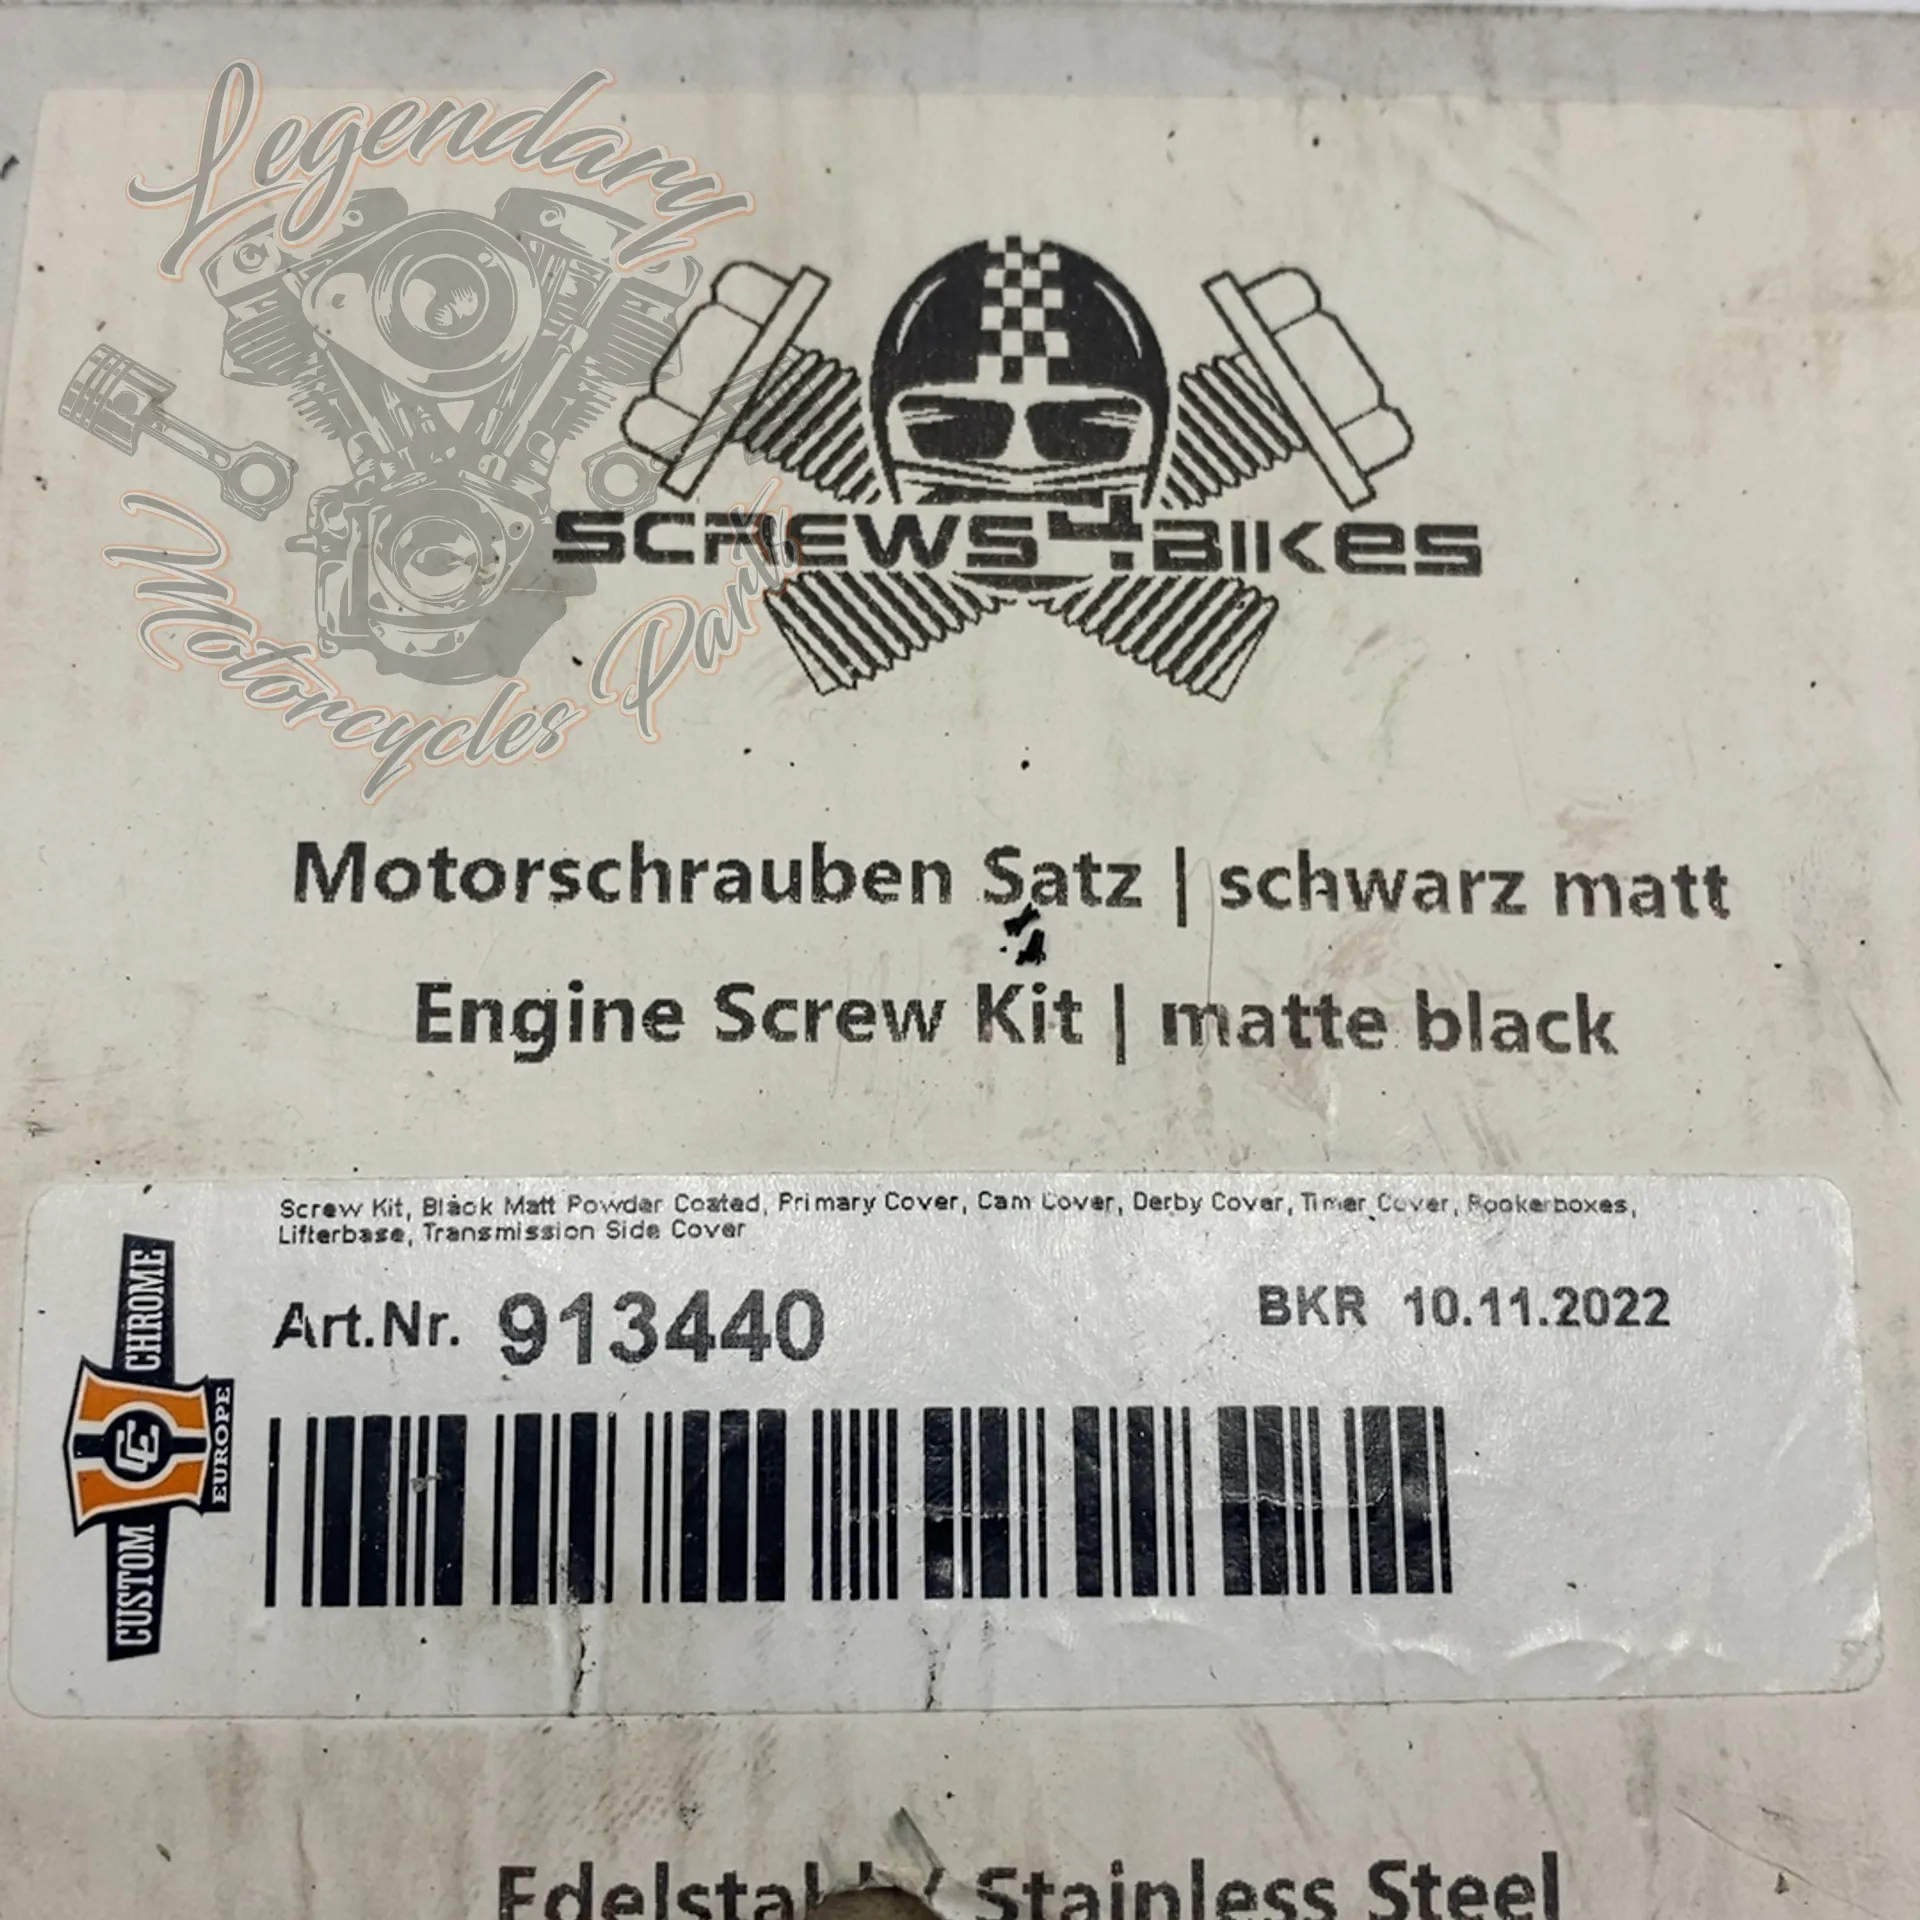 Legendary
Motorcycles Parts
SCREWS4BIKES
Motorschrauben Satz | schwarz matt
Engine Screw Kit | matte black
Screw Kit, Black Matt Powder Coated, Primary Cover, Cam Cover, Derby Cover, Timer Cover, Rockerboxes,
Lifterbase, Transmission Side Cover
Art.Nr. 913440
BKR 10.11.2022
CUSTOM CHROME
EUROPE
Stainless Steel